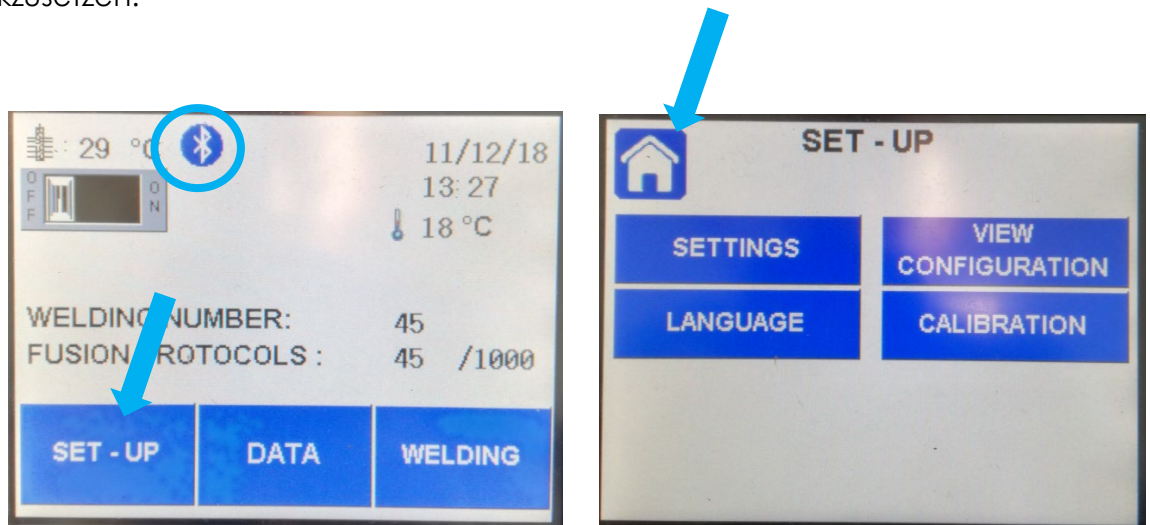 kzusetzen.
: 29 °C
11/12/18
OFF
ON
13:27
18 °C
WELDING NUMBER: 45
FUSION PROTOCOLS : 45 /1000
SET - UP DATA WELDING
SET - UP
SETTINGS
VIEW
CONFIGURATION
LANGUAGE
CALIBRATION